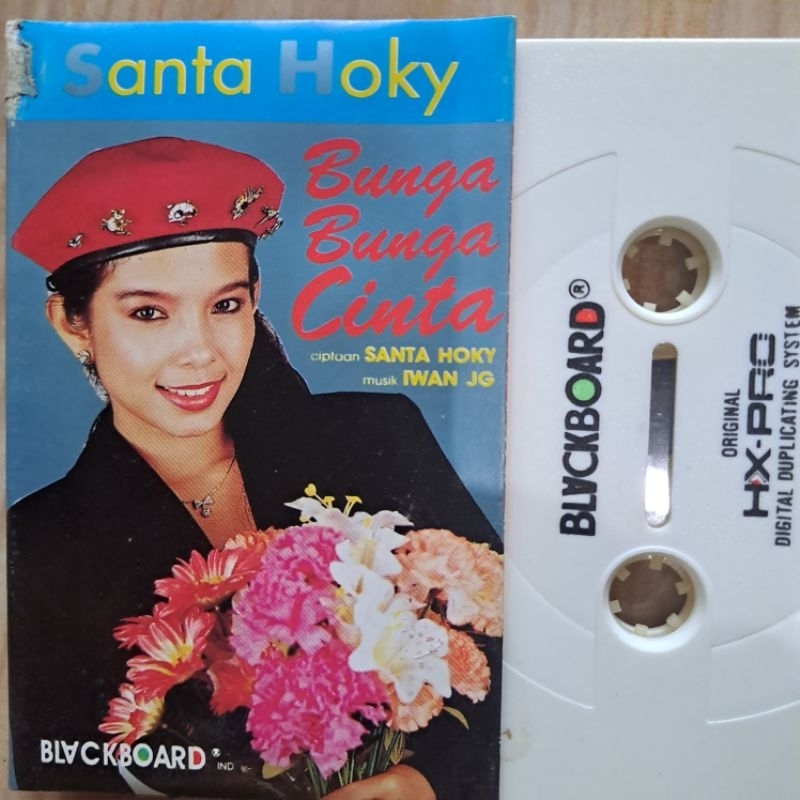 Santa Hoky
Bunga
Bunga
Cinta
ciptaan SANTA HOKY
musik IWAN JG
BLACKBOARD ® IND.
BLACKBOARD®
ORIGINAL
HX-PRO
DIGITAL DUPLICATING SYSTEM